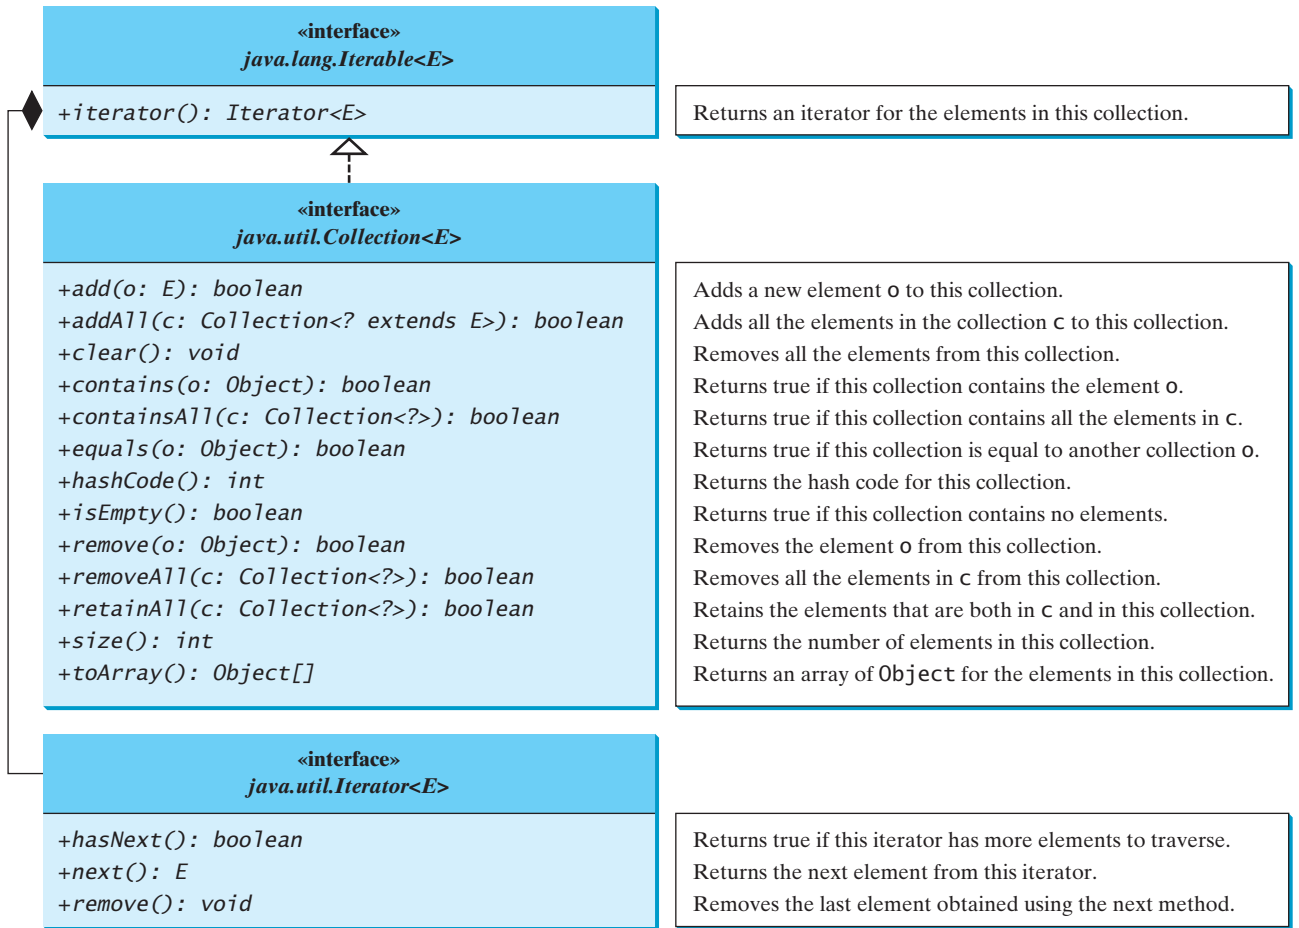 «interface»
java.lang.Iterable<E>
+iterator(): Iterator<E>
Returns an iterator for the elements in this collection.
«interface»
java.util.Collection<E>
+add(o: E): boolean
+addAll(c: Collection<? extends E>): boolean
+clear(): void
+contains(o: Object): boolean
+containsAll(c: Collection<?>): boolean
+equals(o: Object): boolean
+hashCode(): int
+isEmpty(): boolean
+remove(o: Object): boolean
+removeAll(c: Collection<?>): boolean
+retainAll(c: Collection<?>): boolean
+size(): int
+toArray(): Object[]
Adds a new element o to this collection.
Adds all the elements in the collection c to this collection.
Removes all the elements from this collection.
Returns true if this collection contains the element o.
Returns true if this collection contains all the elements in c.
Returns true if this collection is equal to another collection o.
Returns the hash code for this collection.
Returns true if this collection contains no elements.
Removes the element o from this collection.
Removes all the elements in c from this collection.
Retains the elements that are both in c and in this collection.
Returns the number of elements in this collection.
Returns an array of Object for the elements in this collection.
«interface»
java.util.Iterator<E>
+hasNext(): boolean
+next(): E
+remove(): void
Returns true if this iterator has more elements to traverse.
Returns the next element from this iterator.
Removes the last element obtained using the next method.